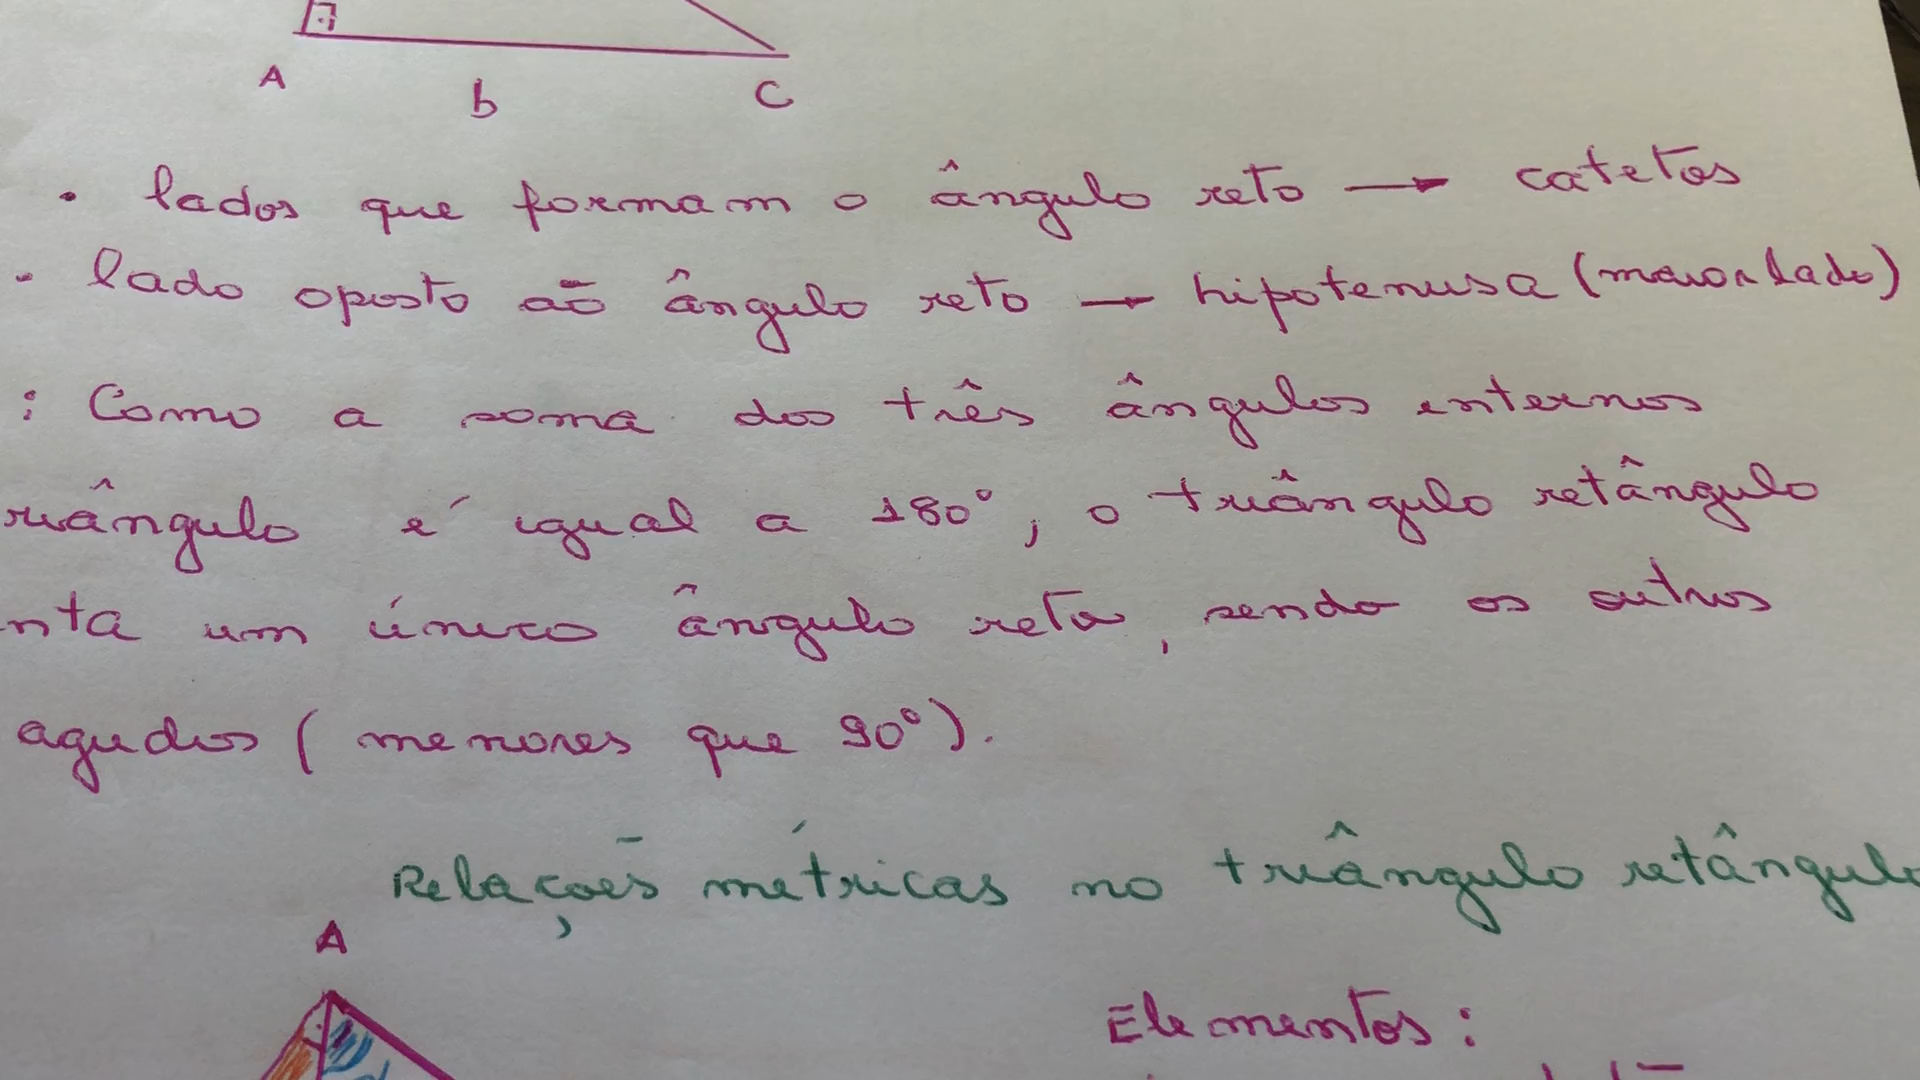 A b C
• lados que formam o ângulo reto → catetos
• lado oposto ao ângulo reto → hipotenusa (maior lado)
: Como a soma dos três ângulos internos
riângulo é igual a 180°, o triângulo retângulo
nta um único ângulo reto, sendo os outros
agudos (menores que 90°).
Relações métricas no triângulo retângulo
A
Elementos: